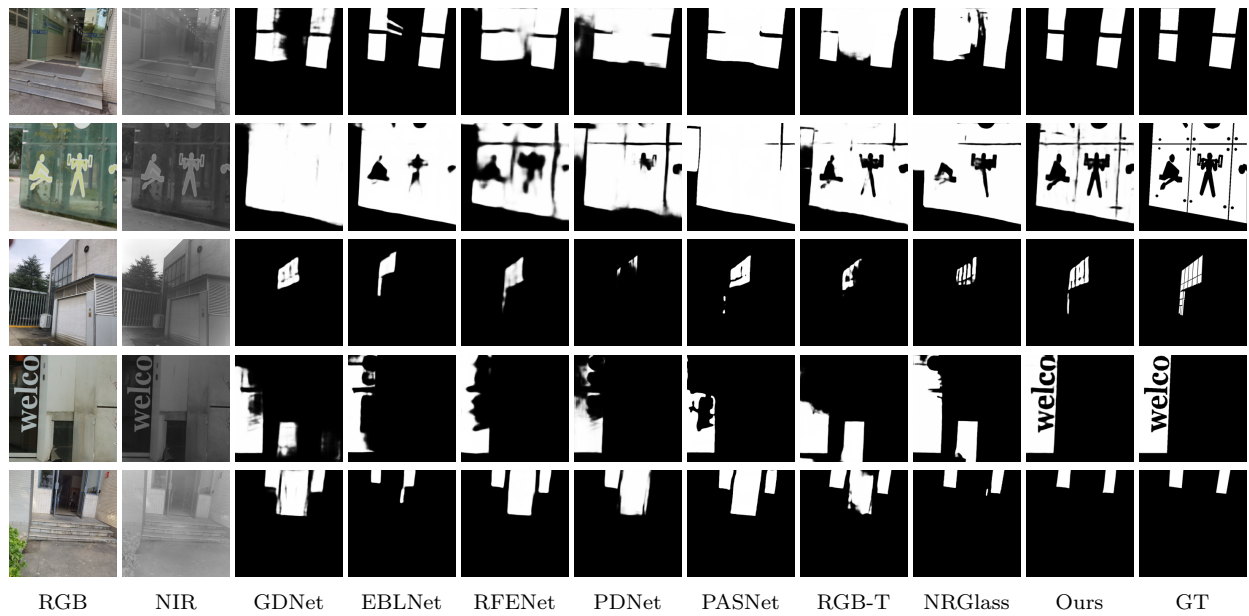 welco welco welco welco
RGB NIR GDNet EBLNet RFENet PDNet PASNet RGB-T NRGlass Ours GT